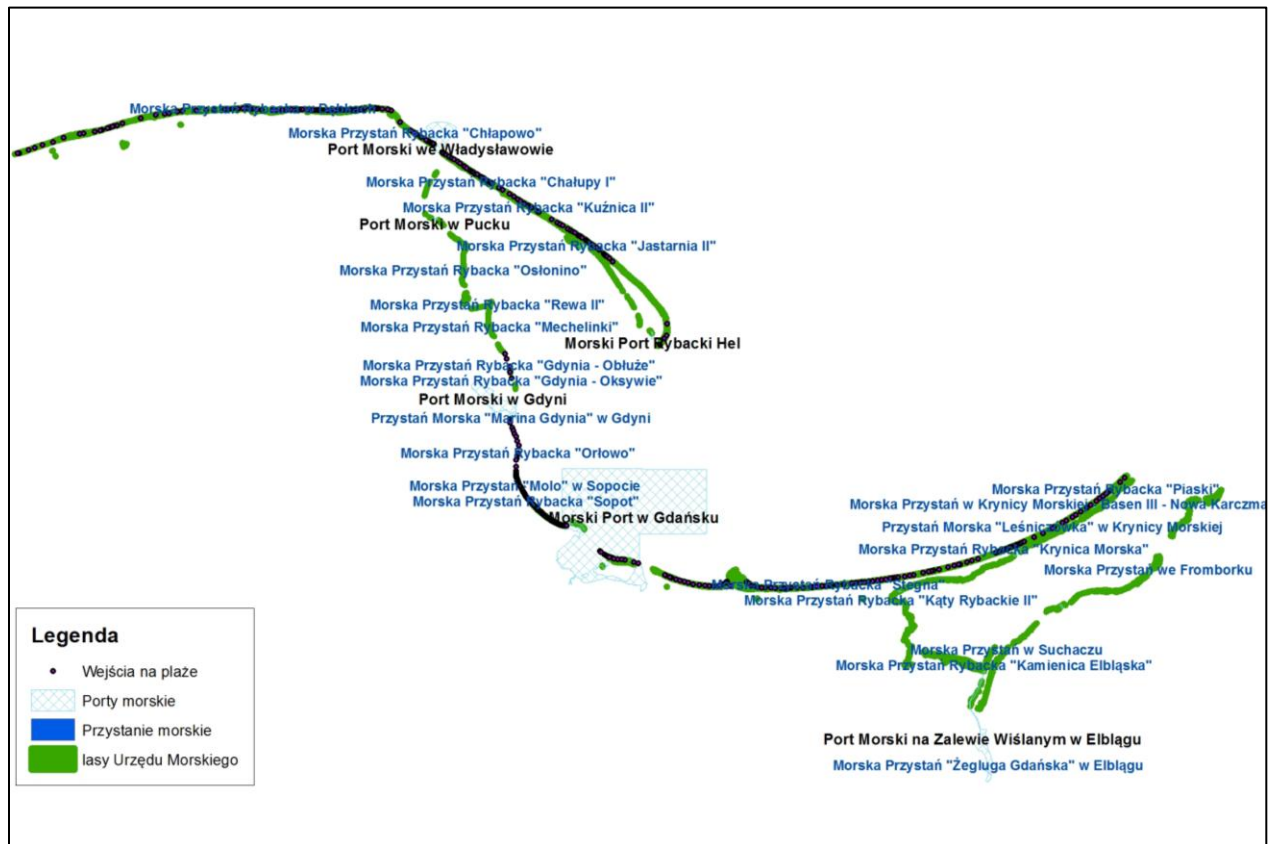 Morska Przystań Rybacka w Dębkach
Morska Przystań Rybacka "Chłapowo"
Port Morski we Władysławowie
Morska Przystań Rybacka "Chałupy I"
Morska Przystań Rybacka "Kuźnica II"
Port Morski w Pucku
Morska Przystań Rybacka "Jastarnia II"
Morska Przystań Rybacka "Osłonino"
Morska Przystań Rybacka "Rewa II"
Morska Przystań Rybacka "Mechelinki"
Morski Port Rybacki Hel
Morska Przystań Rybacka "Gdynia - Obłuże"
Morska Przystań Rybacka "Gdynia - Oksywie"
Port Morski w Gdyni
Przystań Morska "Marina Gdynia" w Gdyni
Morska Przystań Rybacka "Orłowo"
Morska Przystań "Molo" w Sopocie
Morska Przystań Rybacka "Sopot"
Morski Port w Gdańsku
Morska Przystań Rybacka "Piaski"
Morska Przystań w Krynicy Morskiej - Basen III - Nowa Karczma
Przystań Morska "Leśniczówka" w Krynicy Morskiej
Morska Przystań Rybacka "Krynica Morska"
Morska Przystań we Fromborku
Morska Przystań Rybacka "Stegna"
Morska Przystań Rybacka "Kąty Rybackie II"
Morska Przystań w Suchaczu
Morska Przystań Rybacka "Kamienica Elbląska"
Port Morski na Zalewie Wiślanym w Elblągu
Morska Przystań "Żegluga Gdańska" w Elblągu
Legenda
Wejścia na plaże
Porty morskie
Przystanie morskie
lasy Urzędu Morskiego